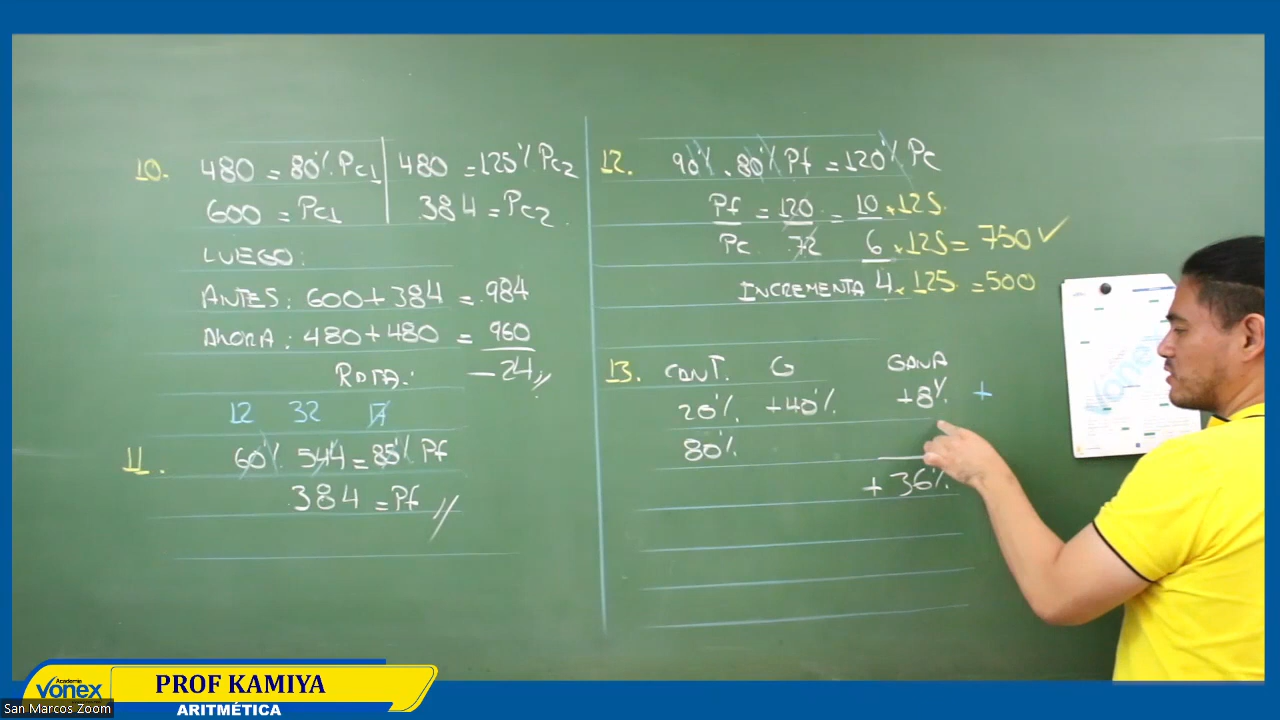 10. 480 = 80% Pc1 | 480 = 125% Pc2
600 = Pc1 | 384 = Pc2
LUEGO:
ANTES: 600+384 = 984
AHORA: 480+480 = 960
RPTA: -24
12 32
11. 60% 544 = 85% Pf
384 = Pf
12. 90% . 80% Pf = 120% Pc
Pf = 120 = 10 x 125
Pc 72 6 x 125 = 750 ✓
INCREMENTA 4 x 125 = 500
13. CANT. G GANA
20% +40% +8% +
80%
+36%
vonex
Academia
vonex
PROF KAMIYA
ARITMÉTICA
San Marcos Zoom